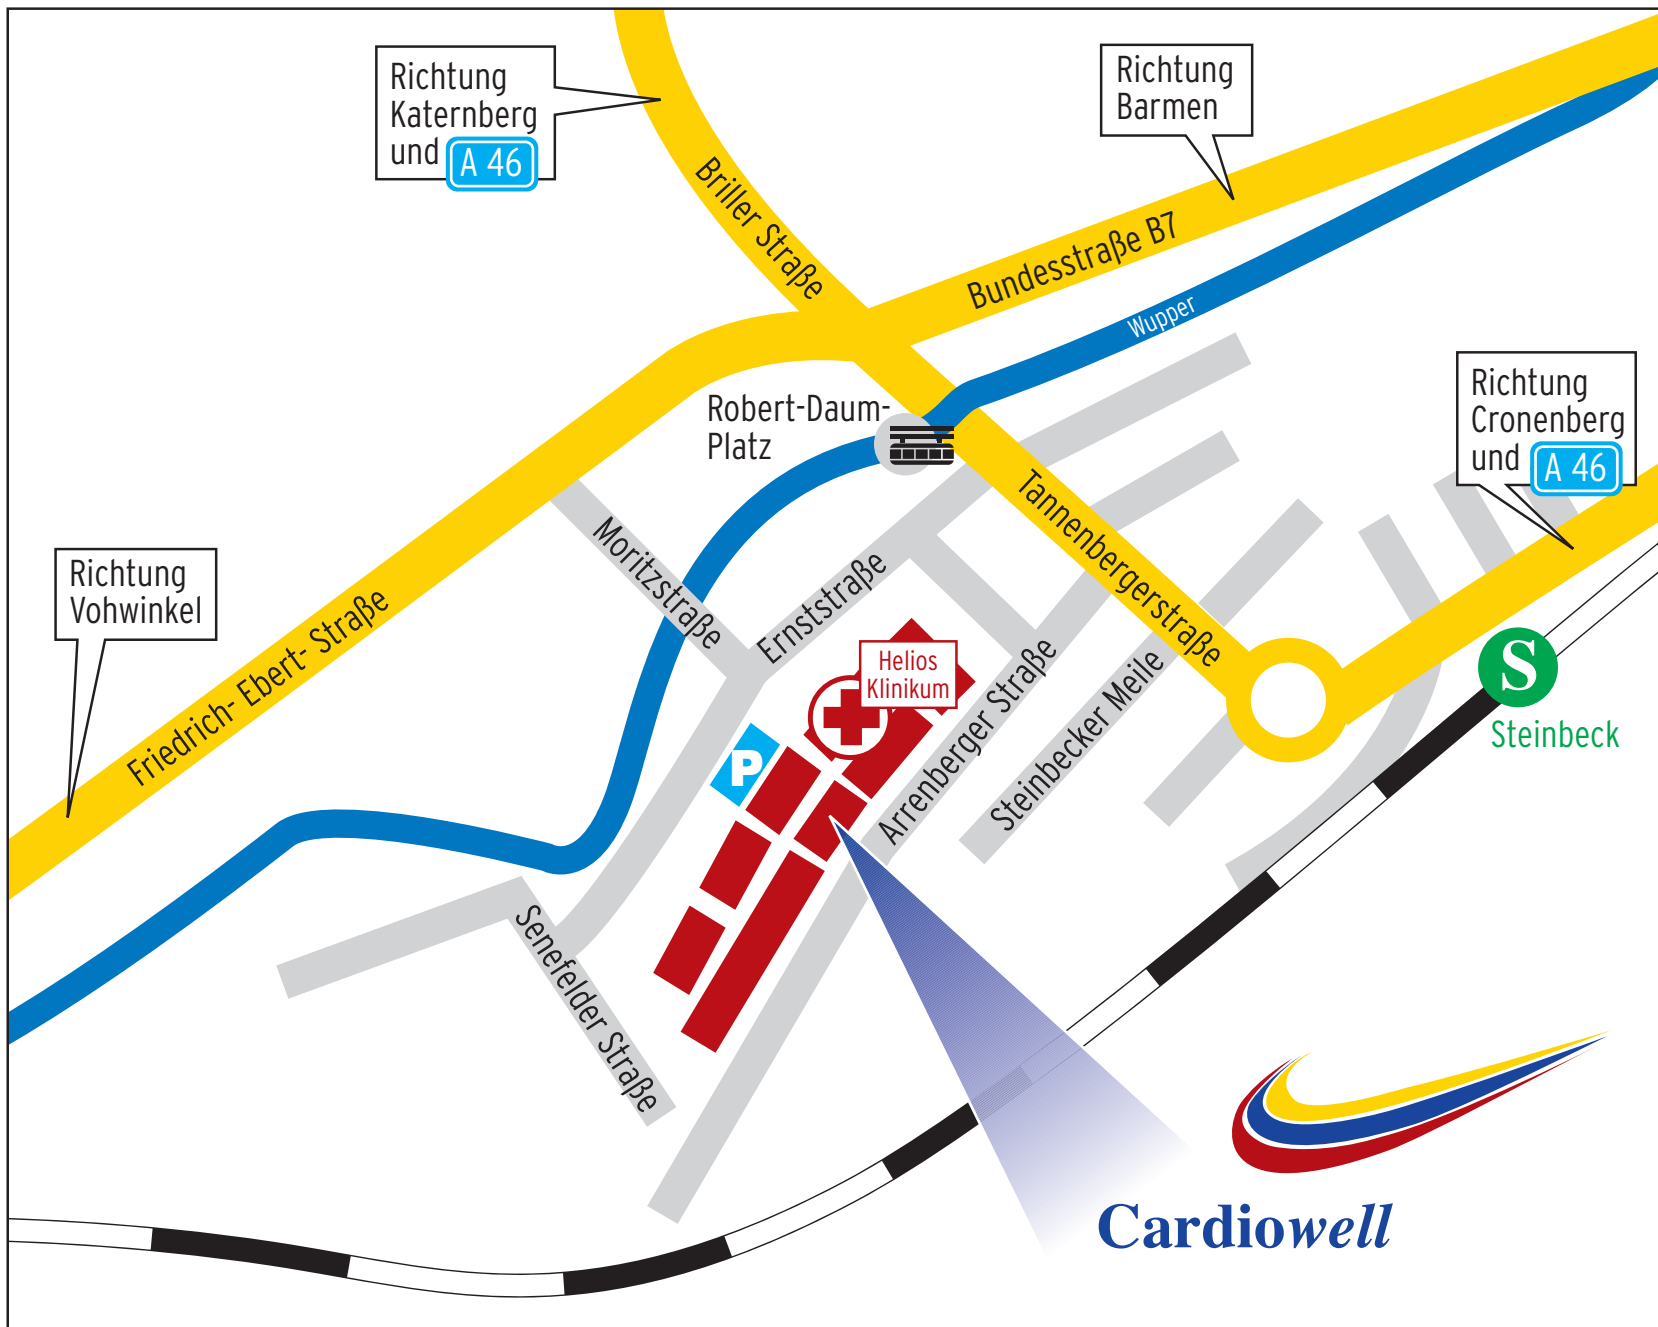 Richtung
Katernberg
und A 46
Richtung
Barmen
Briller Straße
Bundesstraße B7
Wupper
Richtung
Cronenberg
und A 46
Robert-Daum-
Platz
Tannenbergerstraße
Moritzstraße
Ernststraße
Richtung
Vohwinkel
Friedrich- Ebert- Straße
Helios
Klinikum
Arrenberger Straße
Steinbecker Meile
S
Steinbeck
P
Senefelder Straße
Cardiowell